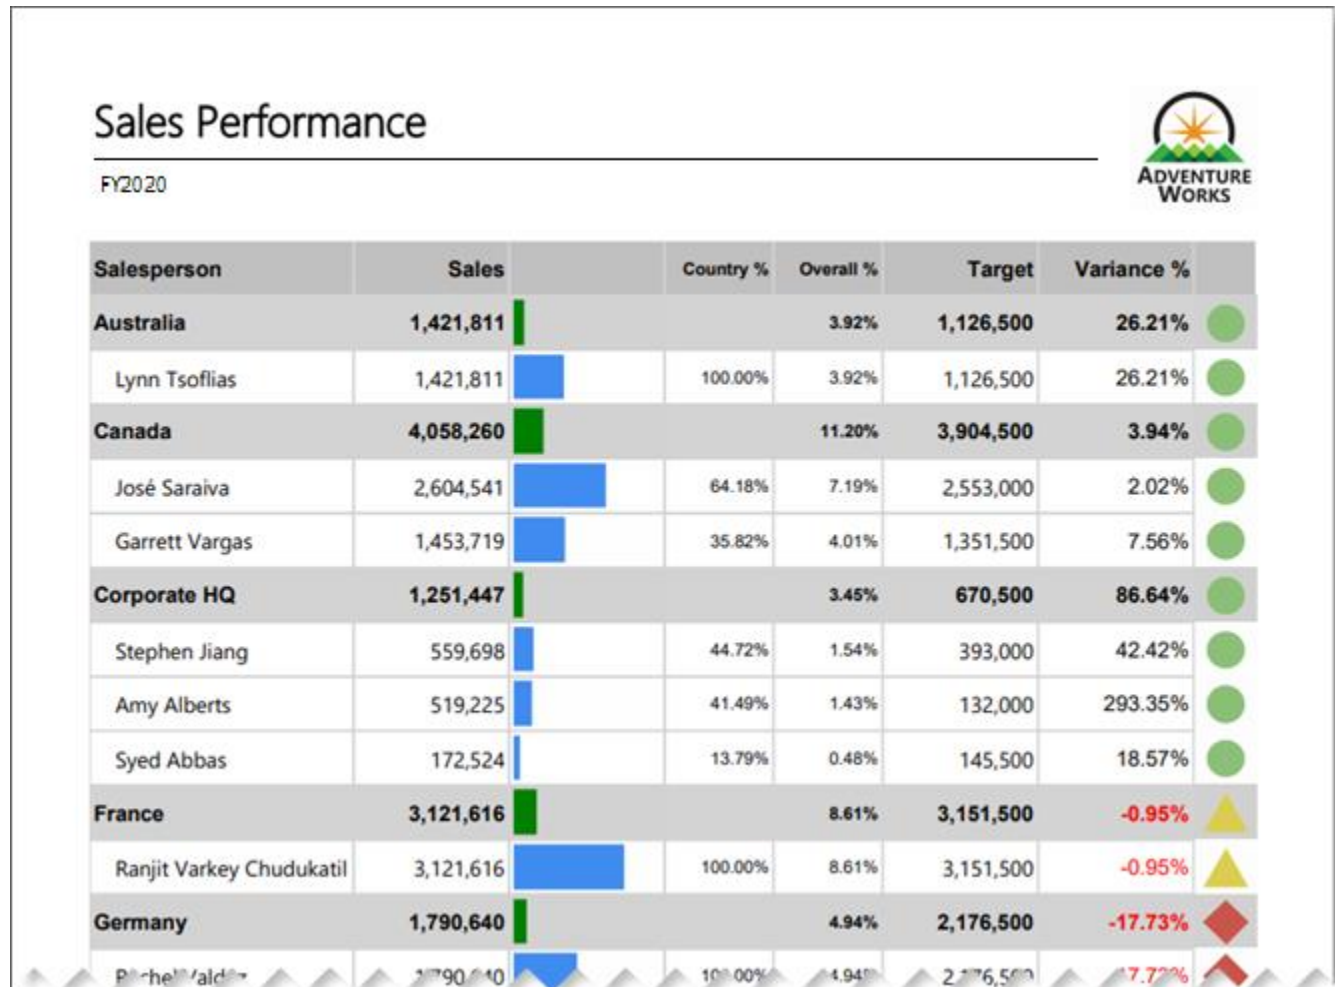 Sales Performance
FY2020
ADVENTURE
WORKS
Salesperson Sales Country % Overall % Target Variance %
Australia 1,421,811 3.92% 1,126,500 26.21%
Lynn Tsoflias 1,421,811 100.00% 3.92% 1,126,500 26.21%
Canada 4,058,260 11.20% 3,904,500 3.94%
José Saraiva 2,604,541 64.18% 7.19% 2,553,000 2.02%
Garrett Vargas 1,453,719 35.82% 4.01% 1,351,500 7.56%
Corporate HQ 1,251,447 3.45% 670,500 86.64%
Stephen Jiang 559,698 44.72% 1.54% 393,000 42.42%
Amy Alberts 519,225 41.49% 1.43% 132,000 293.35%
Syed Abbas 172,524 13.79% 0.48% 145,500 18.57%
France 3,121,616 8.61% 3,151,500 -0.95%
Ranjit Varkey Chudukatil 3,121,616 100.00% 8.61% 3,151,500 -0.95%
Germany 1,790,640 4.94% 2,176,500 -17.73%